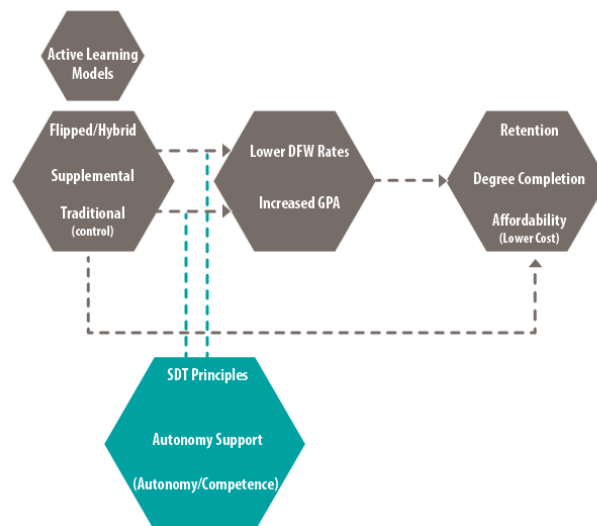 Active Learning
Models
Flipped/Hybrid
Supplemental
Traditional
(control)
Lower DFW Rates
Increased GPA
Retention
Degree Completion
Affordability
(Lower Cost)
SDT Principles
Autonomy Support
(Autonomy/Competence)